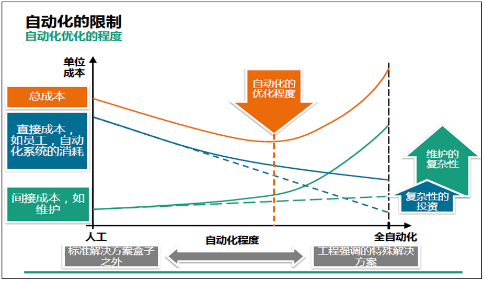 自动化的限制
自动化优化的程度
单位
成本
总成本
直接成本，
如员工，自动
化系统的消耗
间接成本，如
维护
自动化的
优化程度
维护的
复杂性
复杂性的
投资
人工
自动化程度
全自动化
标准解决方案盒子
之外
工程强调的特殊解决
方案